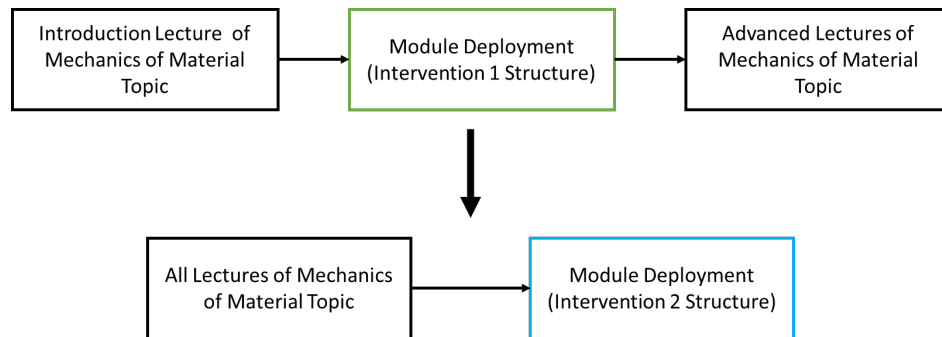 Introduction Lecture of
Mechanics of Material
Topic
Module Deployment
(Intervention 1 Structure)
Advanced Lectures of
Mechanics of Material
Topic
All Lectures of Mechanics
of Material Topic
Module Deployment
(Intervention 2 Structure)